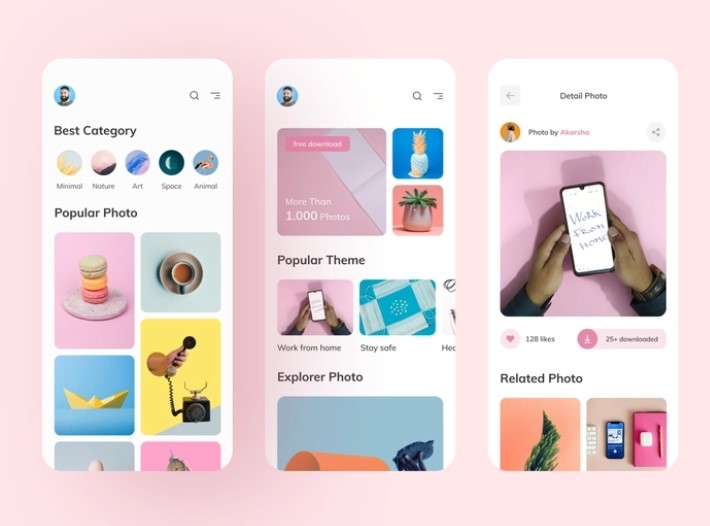 Best Category
Minimal
Nature
Art
Space
Animal
Popular Photo
free download
More Than
1.000 Photos
Popular Theme
Work from home
Stay safe
Hea
Explorer Photo
Detail Photo
Photo by Akarsha
WORK
FROM
HOME
128 likes
25+ downloaded
Related Photo